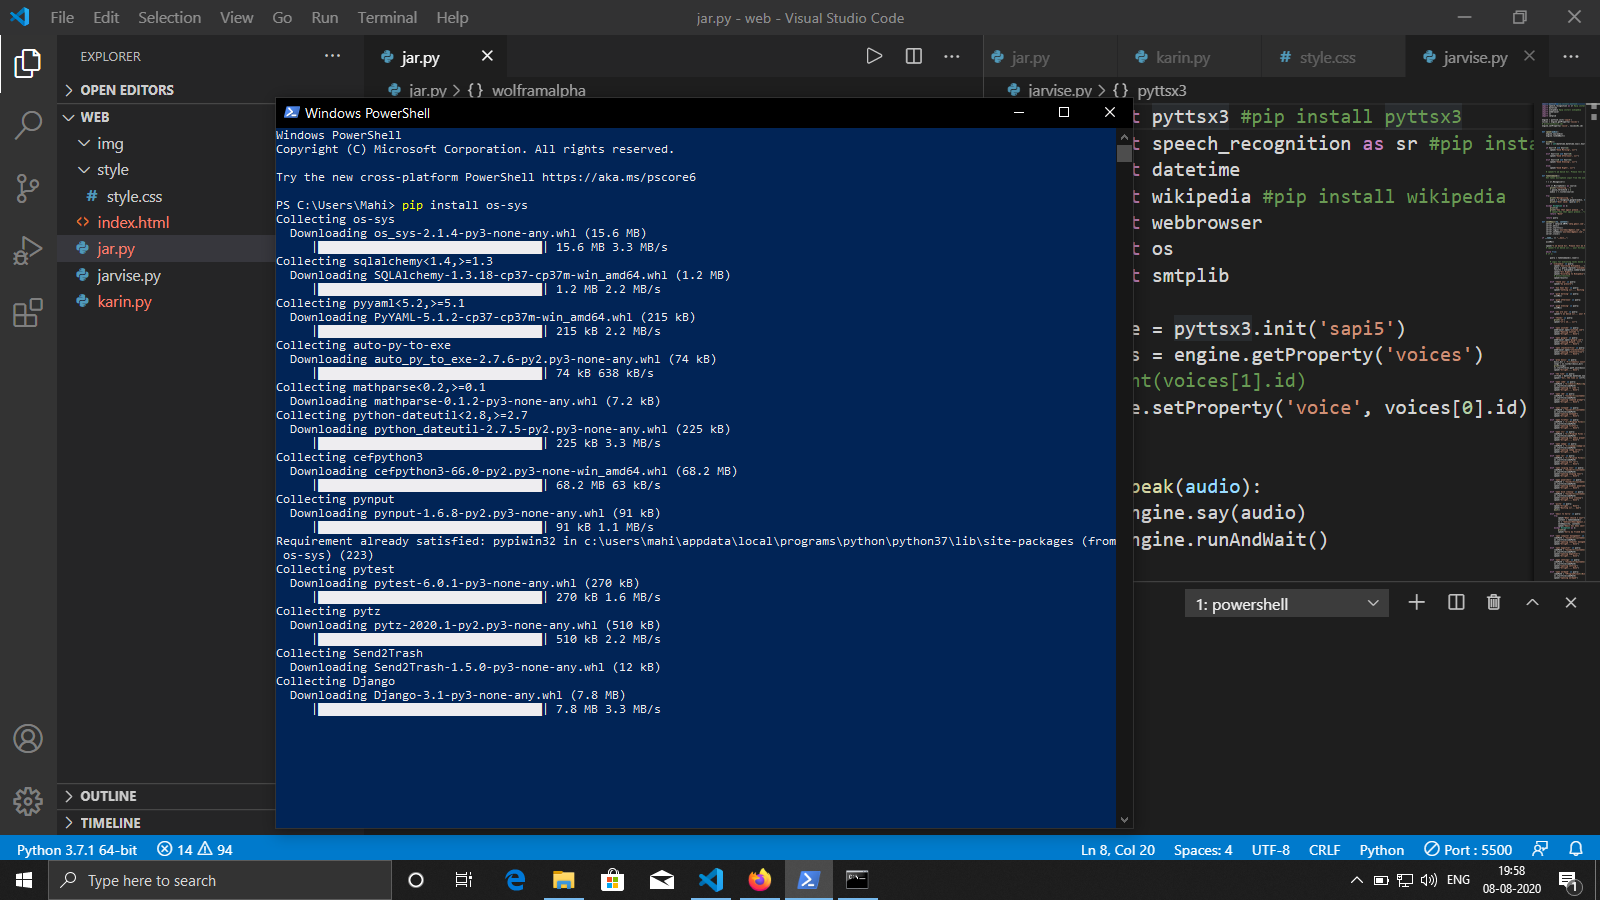 File Edit Selection View Go Run Terminal Help
jar.py - web - Visual Studio Code
EXPLORER
OPEN EDITORS
WEB
img
style
# style.css
<> index.html
jar.py
jarvise.py
karin.py
OUTLINE
TIMELINE
jar.py
jar.py > {} wolframalpha
jar.py
karin.py
# style.css
jarvise.py
jarvise.py > {} pyttsx3
Windows PowerShell
Windows PowerShell
Copyright (C) Microsoft Corporation. All rights reserved.
Try the new cross-platform PowerShell https://aka.ms/pscore6
PS C:\Users\Mahi> pip install os-sys
Collecting os-sys
Downloading os_sys-2.1.4-py3-none-any.whl (15.6 MB)
| | 15.6 MB 3.3 MB/s
Collecting sqlalchemy<1.4,>=1.3
Downloading SQLAlchemy-1.3.18-cp37-cp37m-win_amd64.whl (1.2 MB)
| | 1.2 MB 2.2 MB/s
Collecting pyyaml<5.2,>=5.1
Downloading PyYAML-5.1.2-cp37-cp37m-win_amd64.whl (215 kB)
| | 215 kB 2.2 MB/s
Collecting auto-py-to-exe
Downloading auto_py_to_exe-2.7.6-py2.py3-none-any.whl (74 kB)
| | 74 kB 638 kB/s
Collecting mathparse<0.2,>=0.1
Downloading mathparse-0.1.2-py3-none-any.whl (7.2 kB)
Collecting python-dateutil<2.8,>=2.7
Downloading python_dateutil-2.7.5-py2.py3-none-any.whl (225 kB)
| | 225 kB 3.3 MB/s
Collecting cefpython3
Downloading cefpython3-66.0-py2.py3-none-win_amd64.whl (68.2 MB)
| | 68.2 MB 63 kB/s
Collecting pynput
Downloading pynput-1.6.8-py2.py3-none-any.whl (91 kB)
| | 91 kB 1.1 MB/s
Requirement already satisfied: pypiwin32 in c:\users\mahi\appdata\local\programs\python\python37\lib\site-packages (from
os-sys) (223)
Collecting pytest
Downloading pytest-6.0.1-py3-none-any.whl (270 kB)
| | 270 kB 1.6 MB/s
Collecting pytz
Downloading pytz-2020.1-py2.py3-none-any.whl (510 kB)
| | 510 kB 2.2 MB/s
Collecting Send2Trash
Downloading Send2Trash-1.5.0-py3-none-any.whl (12 kB)
Collecting Django
Downloading Django-3.1-py3-none-any.whl (7.8 MB)
| | 7.8 MB 3.3 MB/s
t pyttsx3 #pip install pyttsx3
t speech_recognition as sr #pip insta
t datetime
t wikipedia #pip install wikipedia
t webbrowser
t os
t smtplib
e = pyttsx3.init('sapi5')
s = engine.getProperty('voices')
nt(voices[1].id)
e.setProperty('voice', voices[0].id)
peak(audio):
ngine.say(audio)
ngine.runAndWait()
1: powershell
Python 3.7.1 64-bit
14
94
Ln 8, Col 20
Spaces: 4
UTF-8
CRLF
Python
Port : 5500
Type here to search
ENG
19:58
08-08-2020
1